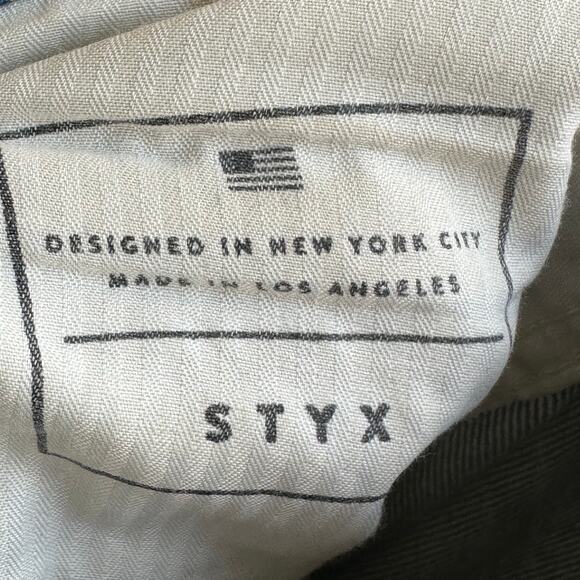 DESIGNED IN NEW YORK CITY
MADE IN LOS ANGELES
STYX